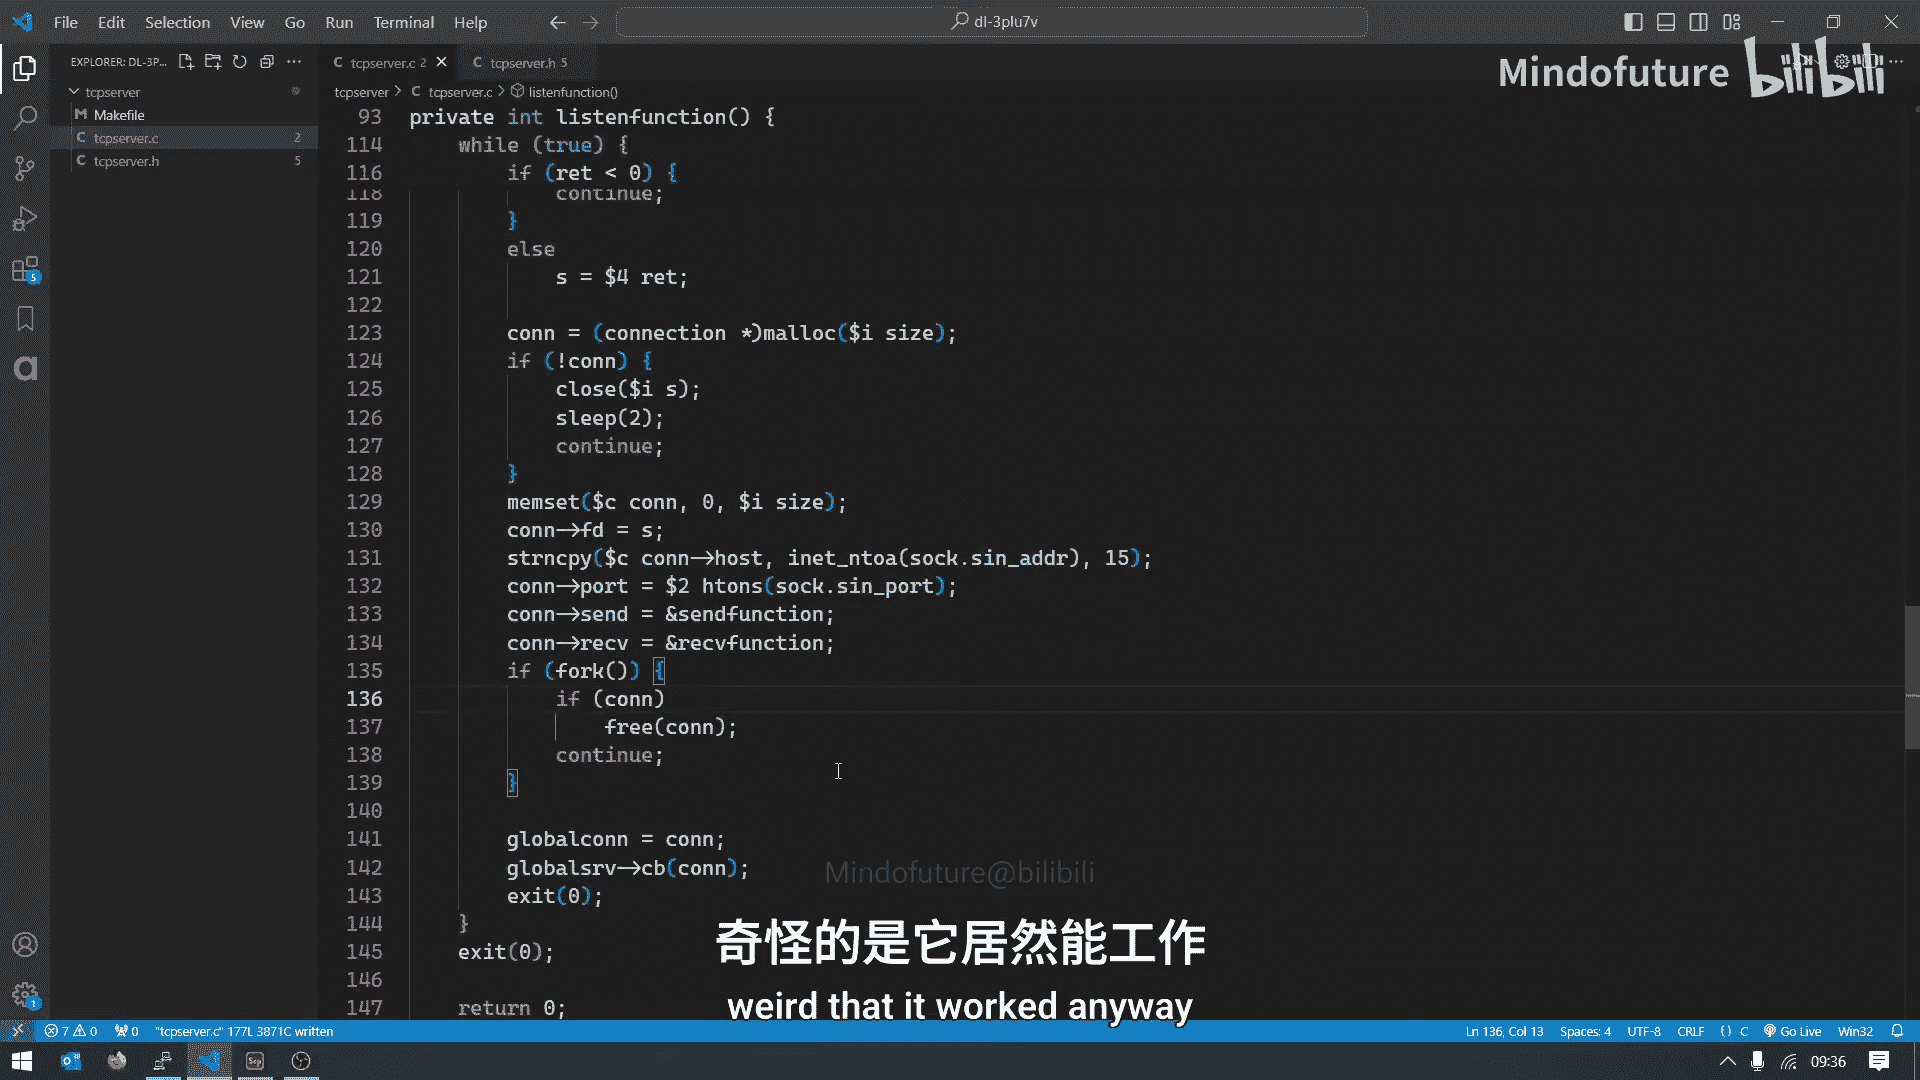 File Edit Selection View Go Run Terminal Help
dl-3plu7v
EXPLORER: DL-3P...
tcpserver.c 2
tcpserver.h 5
Mindofuture bilibili
tcpserver
tcpserver > C tcpserver.c > listenfunction()
M Makefile
C tcpserver.c 2
C tcpserver.h 5
93 private int listenfunction() {
114 while (true) {
116 if (ret < 0) {
118 continue;
119 }
120 else
121 s = $4 ret;
122
123 conn = (connection *)malloc($i size);
124 if (!conn) {
125 close($i s);
126 sleep(2);
127 continue;
128 }
129 memset($c conn, 0, $i size);
130 conn->fd = s;
131 strncpy($c conn->host, inet_ntoa(sock.sin_addr), 15);
132 conn->port = $2 htons(sock.sin_port);
133 conn->send = &sendfunction;
134 conn->recv = &recvfunction;
135 if (fork()) {
136 if (conn)
137 free(conn);
138 continue;
139 }
140
141 globalconn = conn;
142 globalsrv->cb(conn);
143 exit(0);
144 }
145 exit(0);
146
147 return 0;
Mindofuture@bilibili
奇怪的是它居然能工作
weird that it worked anyway
7 0 0 "tcpserver.c" 177L 3871C written
Ln 136, Col 13 Spaces: 4 UTF-8 CRLF {} C Go Live Win32
09:36